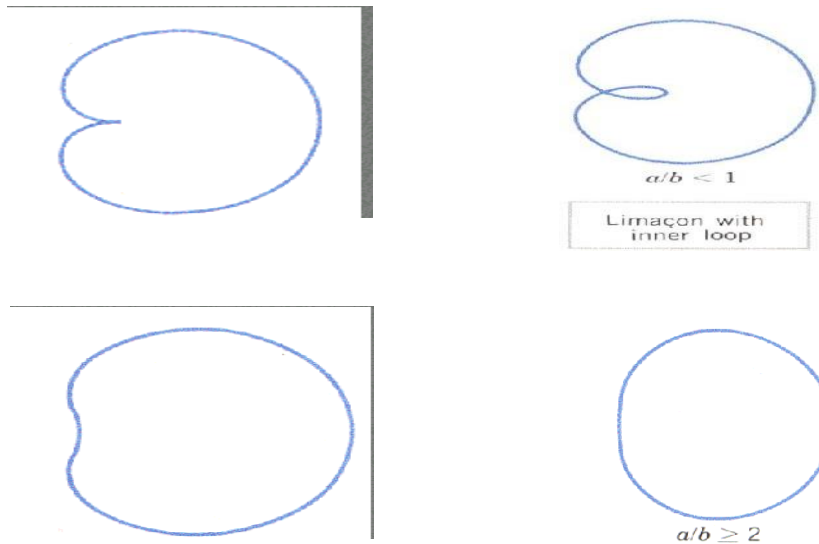 a/b < 1
Limaçon with
inner loop
a/b ≥ 2